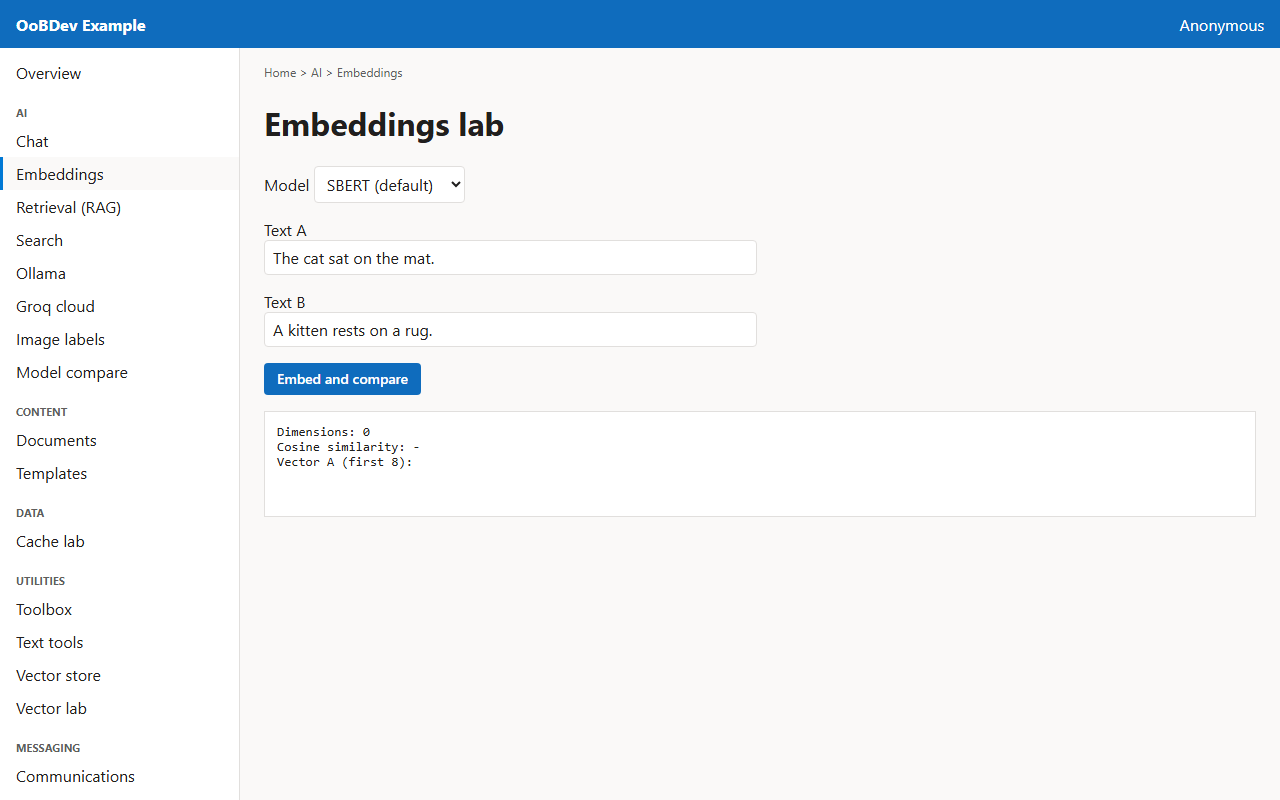 OoBDev Example
Anonymous
Overview
AI
Chat
Embeddings
Retrieval (RAG)
Search
Ollama
Groq cloud
Image labels
Model compare
CONTENT
Documents
Templates
DATA
Cache lab
UTILITIES
Toolbox
Text tools
Vector store
Vector lab
MESSAGING
Communications
Home > AI > Embeddings
Embeddings lab
Model SBERT (default)
Text A
The cat sat on the mat.
Text B
A kitten rests on a rug.
Embed and compare
Dimensions: 0
Cosine similarity: -
Vector A (first 8):